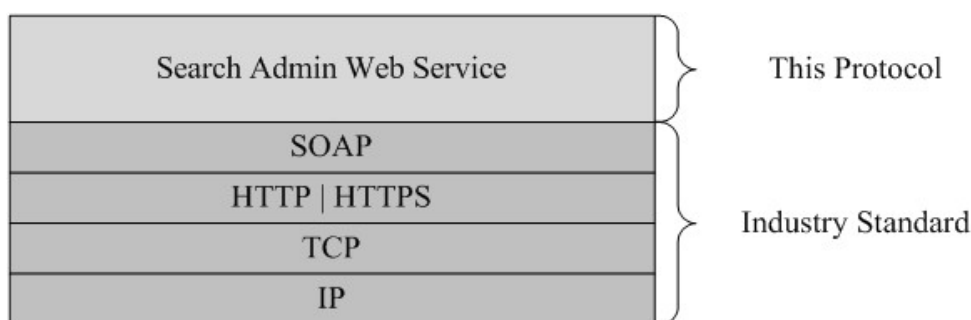 Search Admin Web Service
This Protocol
SOAP
HTTP | HTTPS
TCP
IP
Industry Standard